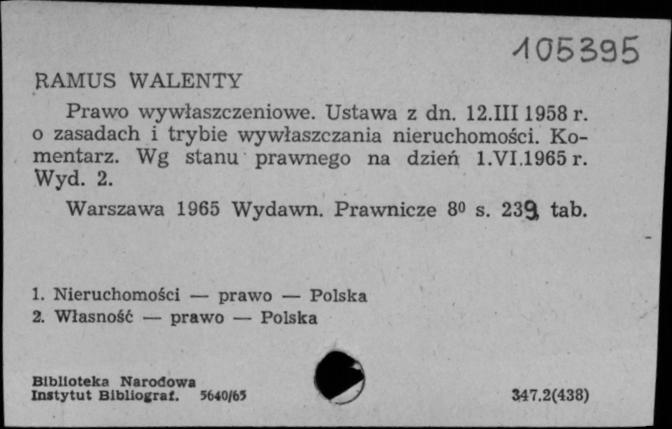 105395
RAMUS WALENTY
Prawo wywłaszczeniowe. Ustawa z dn. 12.III 1958 r.
o zasadach i trybie wywłaszczania nieruchomości. Ko-
mentarz. Wg stanu prawnego na dzień 1.VI.1965 r.
Wyd. 2.
Warszawa 1965 Wydawn. Prawnicze 8⁰ s. 239, tab.
1. Nieruchomości — prawo — Polska
2. Własność — prawo — Polska
Biblioteka Narodowa
Instytut Bibliograf. 5640/65
347.2(438)